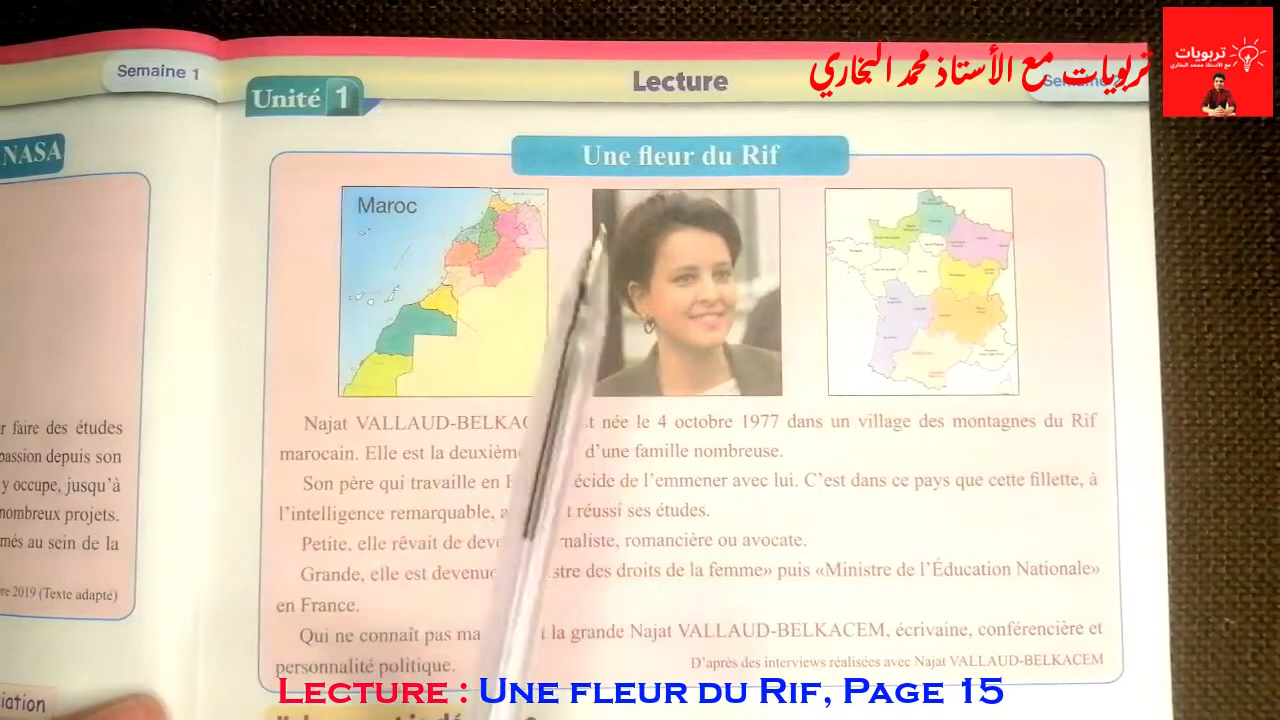 Semaine 1
Unité 1
Lecture
تربويات مع الأستاذ محمد البخاري
تربويات
مع الأستاذ محمد البخاري
NASA
Une fleur du Rif
Maroc
Najat VALLAUD-BELKAC née le 4 octobre 1977 dans un village des montagnes du Rif
marocain. Elle est la deuxièm d'une famille nombreuse.
Son père qui travaille en écide de l'emmener avec lui. C'est dans ce pays que cette fillette, à
l'intelligence remarquable, a t réussi ses études.
Petite, elle rêvait de deve rnaliste, romancière ou avocate.
Grande, elle est devenue stre des droits de la femme» puis «Ministre de l'Éducation Nationale»
en France.
Qui ne connaît pas ma t la grande Najat VALLAUD-BELKACEM, écrivaine, conférencière et
personnalité politique.
D'après des interviews réalisées avec Najat VALLAUD-BELKACEM
r faire des études
passion depuis son
y occupe, jusqu'à
nombreux projets.
més au sein de la
re 2019 (Texte adapté)
iation
Lecture : Une fleur du Rif, Page 15